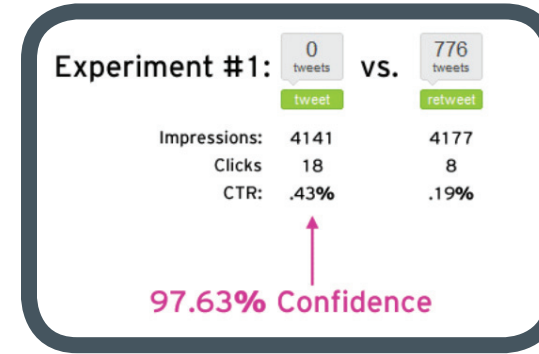 Experiment #1: 0 tweets tweet vs. 776 tweets retweet
Impressions: 4141 4177
Clicks 18 8
CTR: .43% .19%
97.63% Confidence